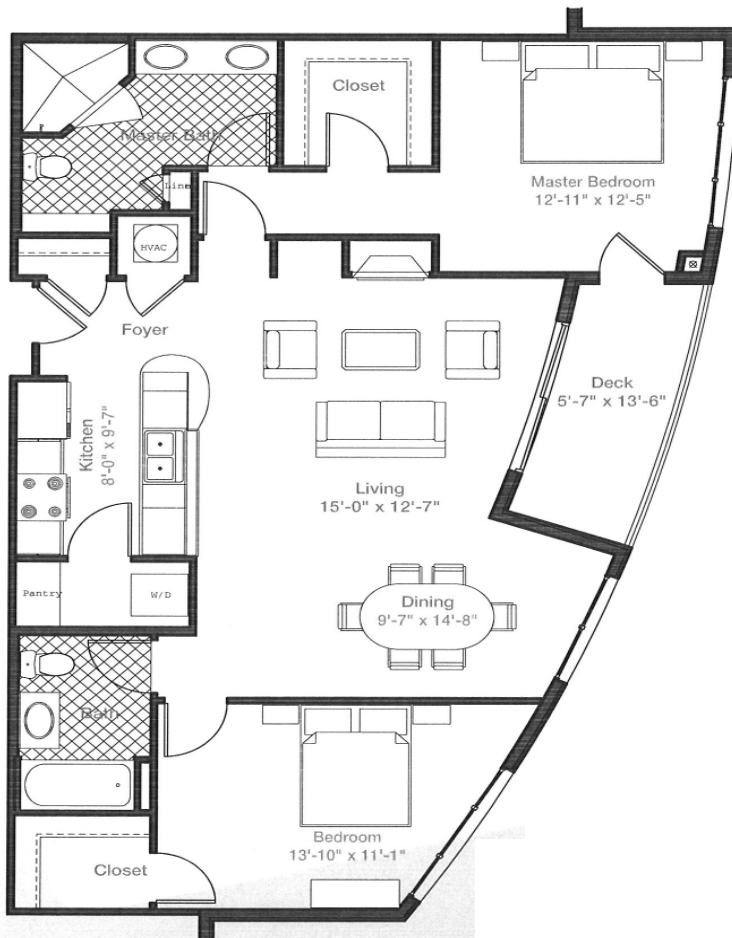 Closet
Master Bath
Master Bedroom
12'-11" x 12'-5"
HVAC
Foyer
Deck
5'-7" x 13'-6"
Kitchen
8'-0" x 9'-7"
Living
15'-0" x 12'-7"
Dining
9'-7" x 14'-8"
Pantry
W/D
Bath
Bedroom
13'-10" x 11'-1"
Closet